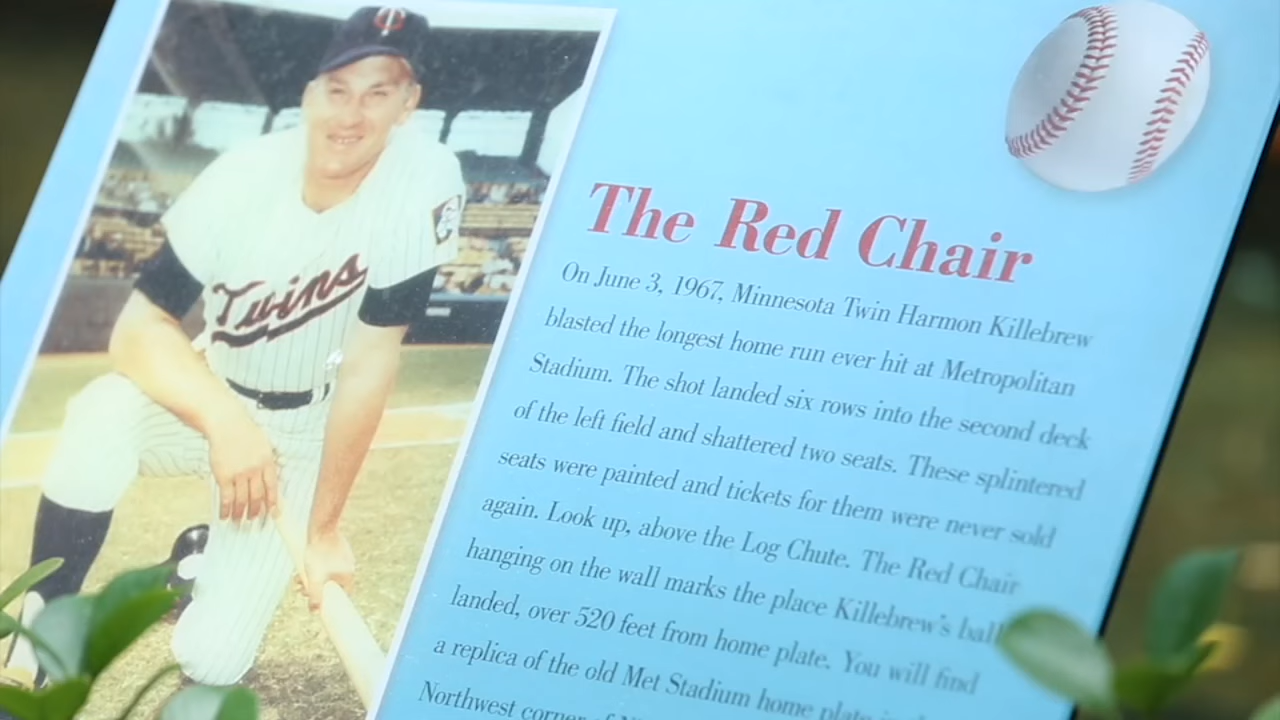 Twins
The Red Chair
On June 3, 1967, Minnesota Twin Harmon Killebrew
blasted the longest home run ever hit at Metropolitan
Stadium. The shot landed six rows into the second deck
of the left field and shattered two seats. These splintered
seats were painted and tickets for them were never sold
again. Look up, above the Log Chute. The Red Chair
hanging on the wall marks the place Killebrew's ball
landed, over 520 feet from home plate. You will find
a replica of the old Met Stadium home plate in
Northwest corner of